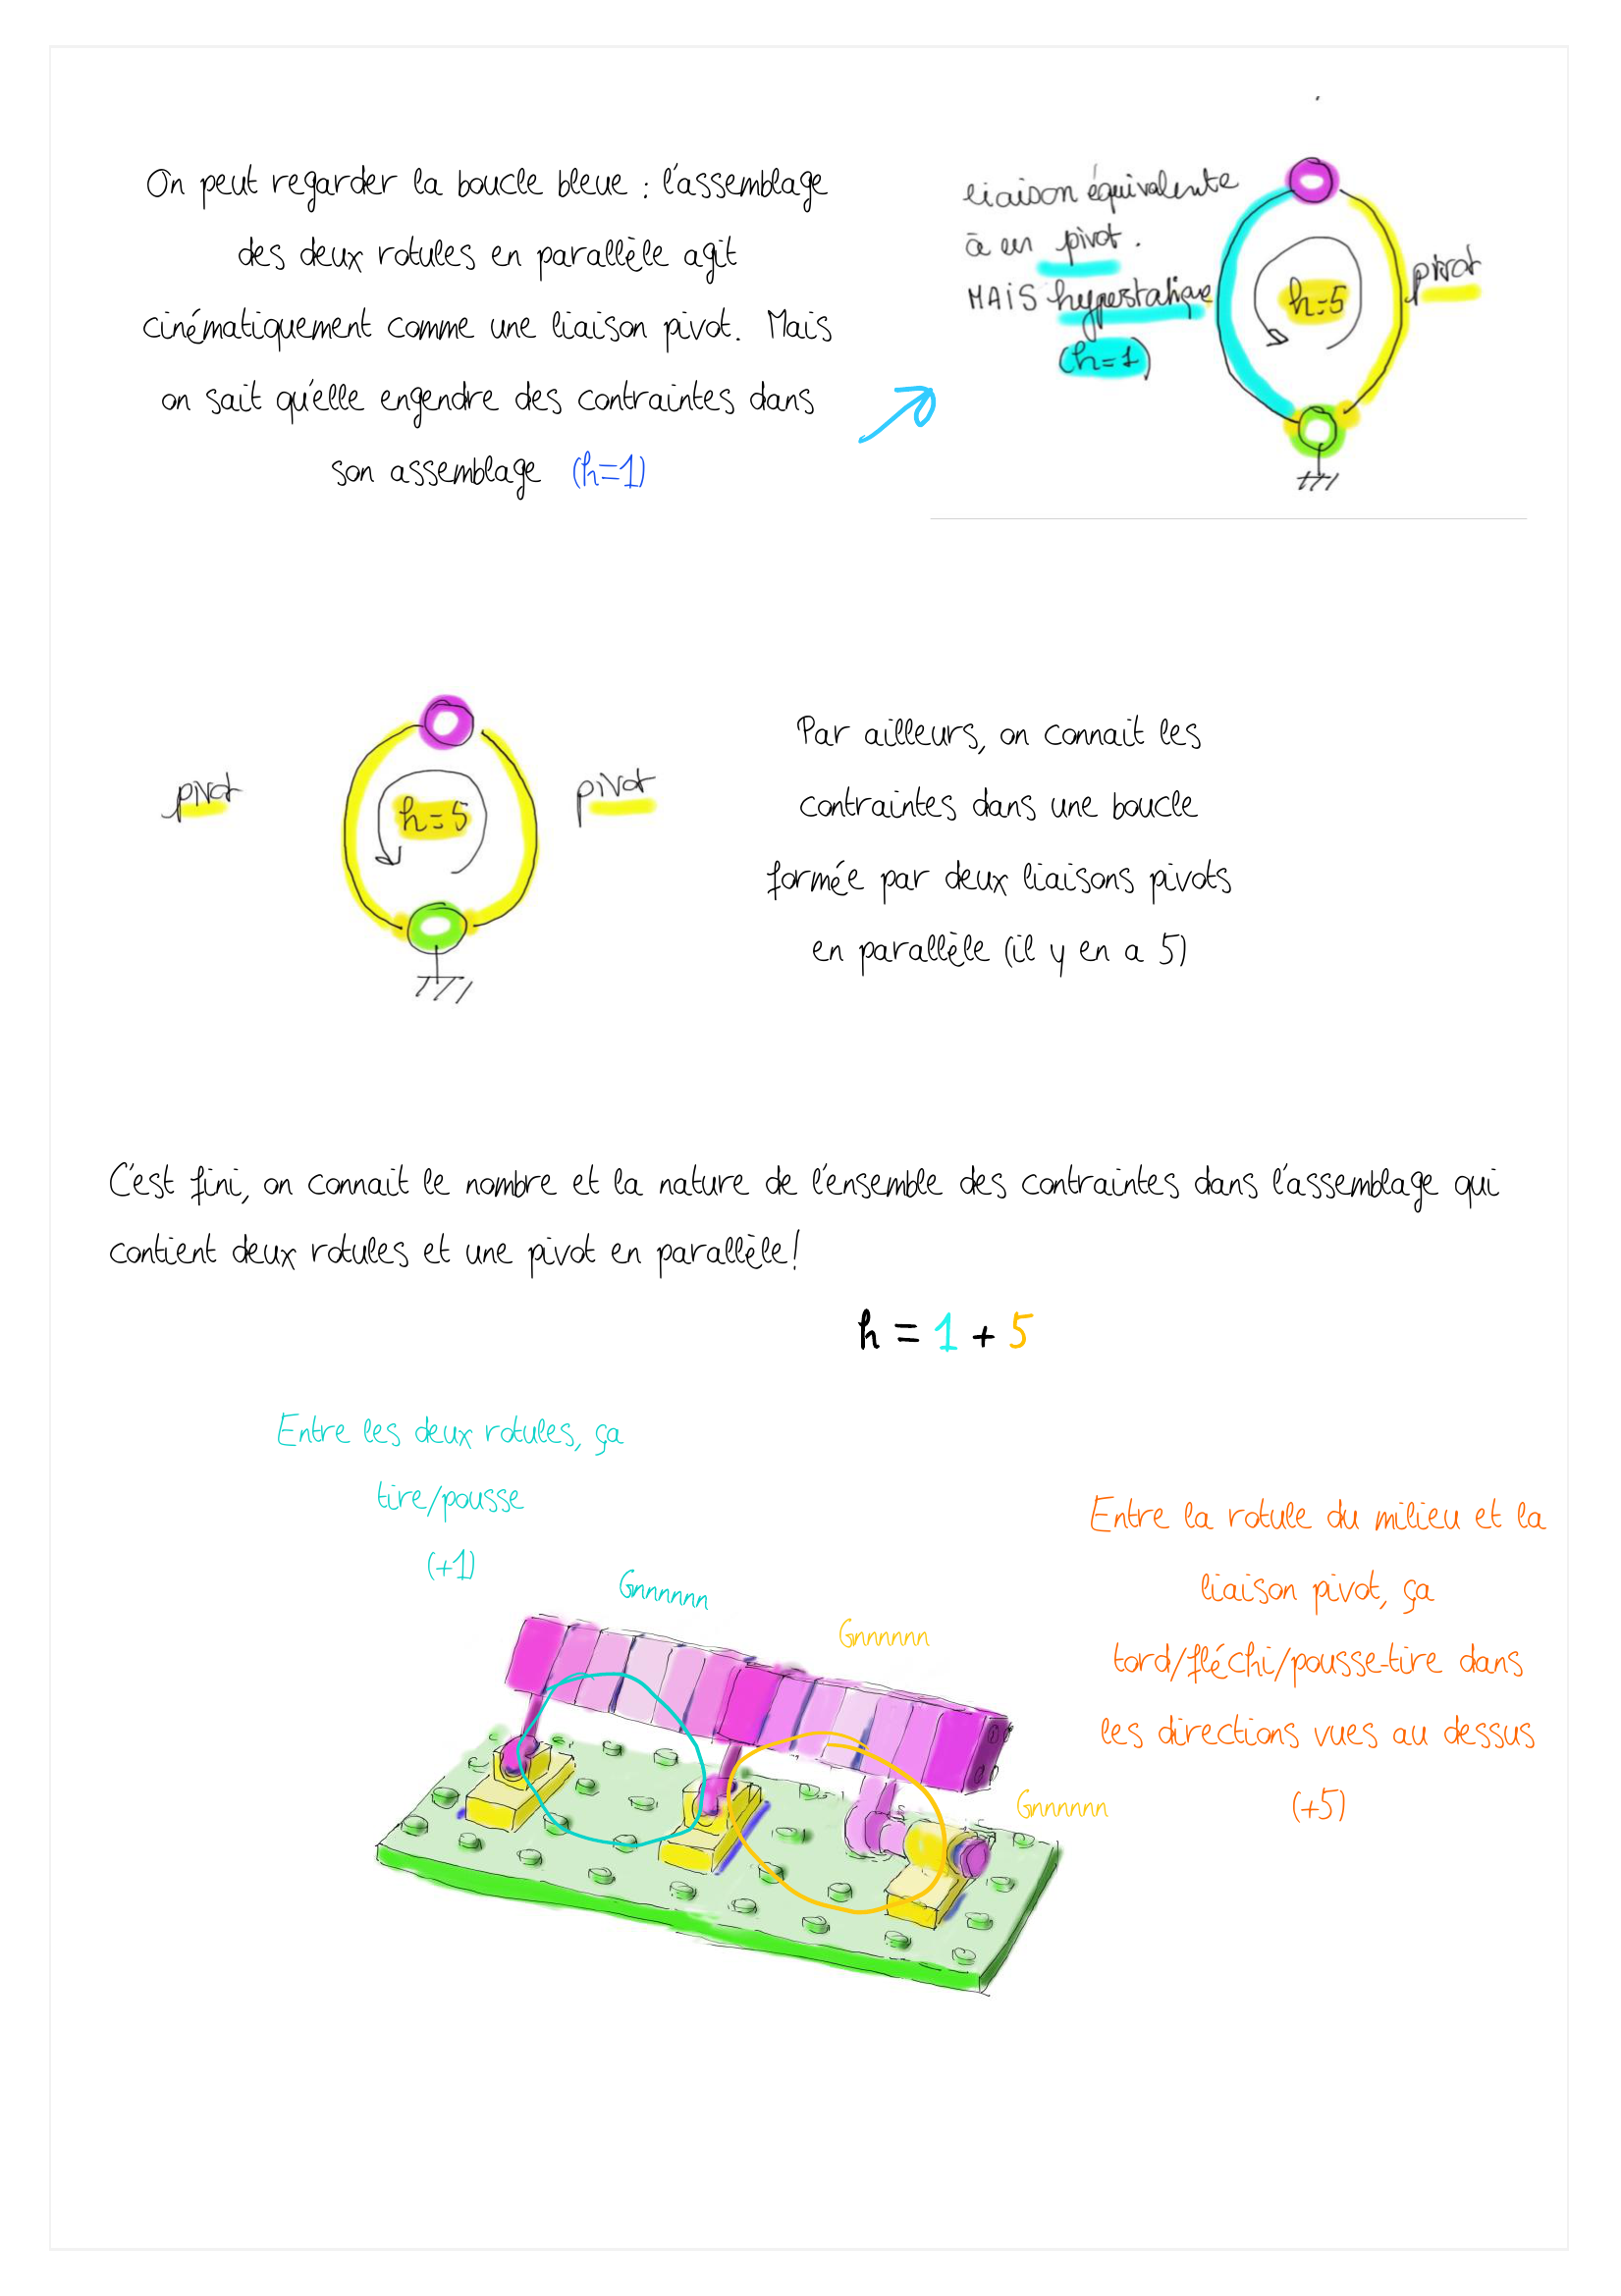 On peut regarder la boucle bleue : l'assemblage
des deux rotules en parallèle agit
cinématiquement comme une liaison pivot. Mais
on sait qu'elle engendre des contraintes dans
son assemblage (h=1)
liaison équivalente
à un pivot.
MAIS hyperstatique
(h=1)
h=5
pivot
pivot
h=5
pivot
Par ailleurs, on connait les
contraintes dans une boucle
formée par deux liaisons pivots
en parallèle (il y en a 5)
C'est fini, on connait le nombre et la nature de l'ensemble des contraintes dans l'assemblage qui
contient deux rotules et une pivot en parallèle!
h = 1 + 5
Entre les deux rotules, ça
tire/pousse
(+1)
Entre la rotule du milieu et la
liaison pivot, ça
tord/fléchi/pousse-tire dans
les directions vues au dessus
(+5)
Gnnnnnn
Gnnnnnn
Gnnnnnn